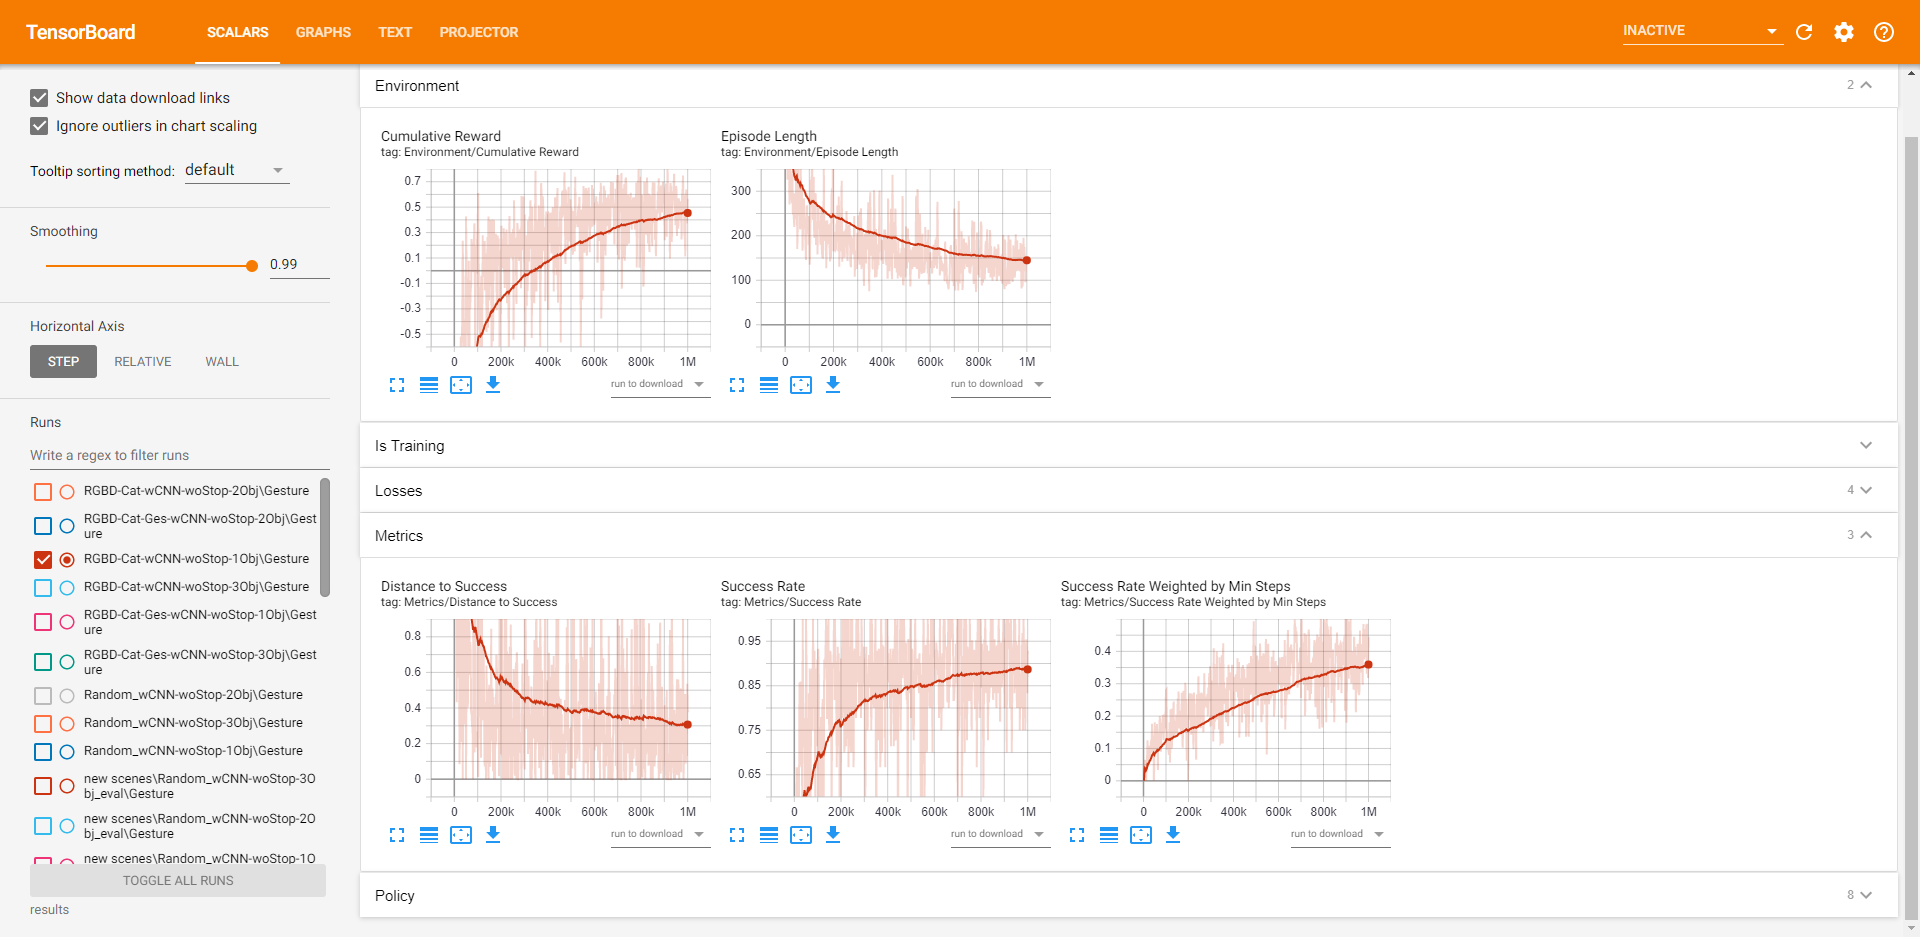 TensorBoard
SCALARS
GRAPHS
TEXT
PROJECTOR
INACTIVE
Show data download links
Ignore outliers in chart scaling
Tooltip sorting method: default
Smoothing
0.99
Horizontal Axis
STEP
RELATIVE
WALL
Runs
Write a regex to filter runs
RGBD-Cat-wCNN-woStop-2Obj\Gesture
RGBD-Cat-Ges-wCNN-woStop-2Obj\Gest
ure
RGBD-Cat-wCNN-woStop-1Obj\Gesture
RGBD-Cat-wCNN-woStop-3Obj\Gesture
RGBD-Cat-Ges-wCNN-woStop-1Obj\Gest
ure
RGBD-Cat-Ges-wCNN-woStop-3Obj\Gest
ure
Random_wCNN-woStop-2Obj\Gesture
Random_wCNN-woStop-3Obj\Gesture
Random_wCNN-woStop-1Obj\Gesture
new scenes\Random_wCNN-woStop-3O
bj_eval\Gesture
new scenes\Random_wCNN-woStop-2O
bj_eval\Gesture
new scenes\Random_wCNN-woStop-1O
TOGGLE ALL RUNS
results
Environment
2
Cumulative Reward
tag: Environment/Cumulative Reward
0.7
0.5
0.3
0.1
-0.1
-0.3
-0.5
0 200k 400k 600k 800k 1M
run to download
Episode Length
tag: Environment/Episode Length
300
200
100
0
0 200k 400k 600k 800k 1M
run to download
Is Training
Losses
4
Metrics
3
Distance to Success
tag: Metrics/Distance to Success
0.8
0.6
0.4
0.2
0
0 200k 400k 600k 800k 1M
run to download
Success Rate
tag: Metrics/Success Rate
0.95
0.85
0.75
0.65
0 200k 400k 600k 800k 1M
run to download
Success Rate Weighted by Min Steps
tag: Metrics/Success Rate Weighted by Min Steps
0.4
0.3
0.2
0.1
0
0 200k 400k 600k 800k 1M
run to download
Policy
8